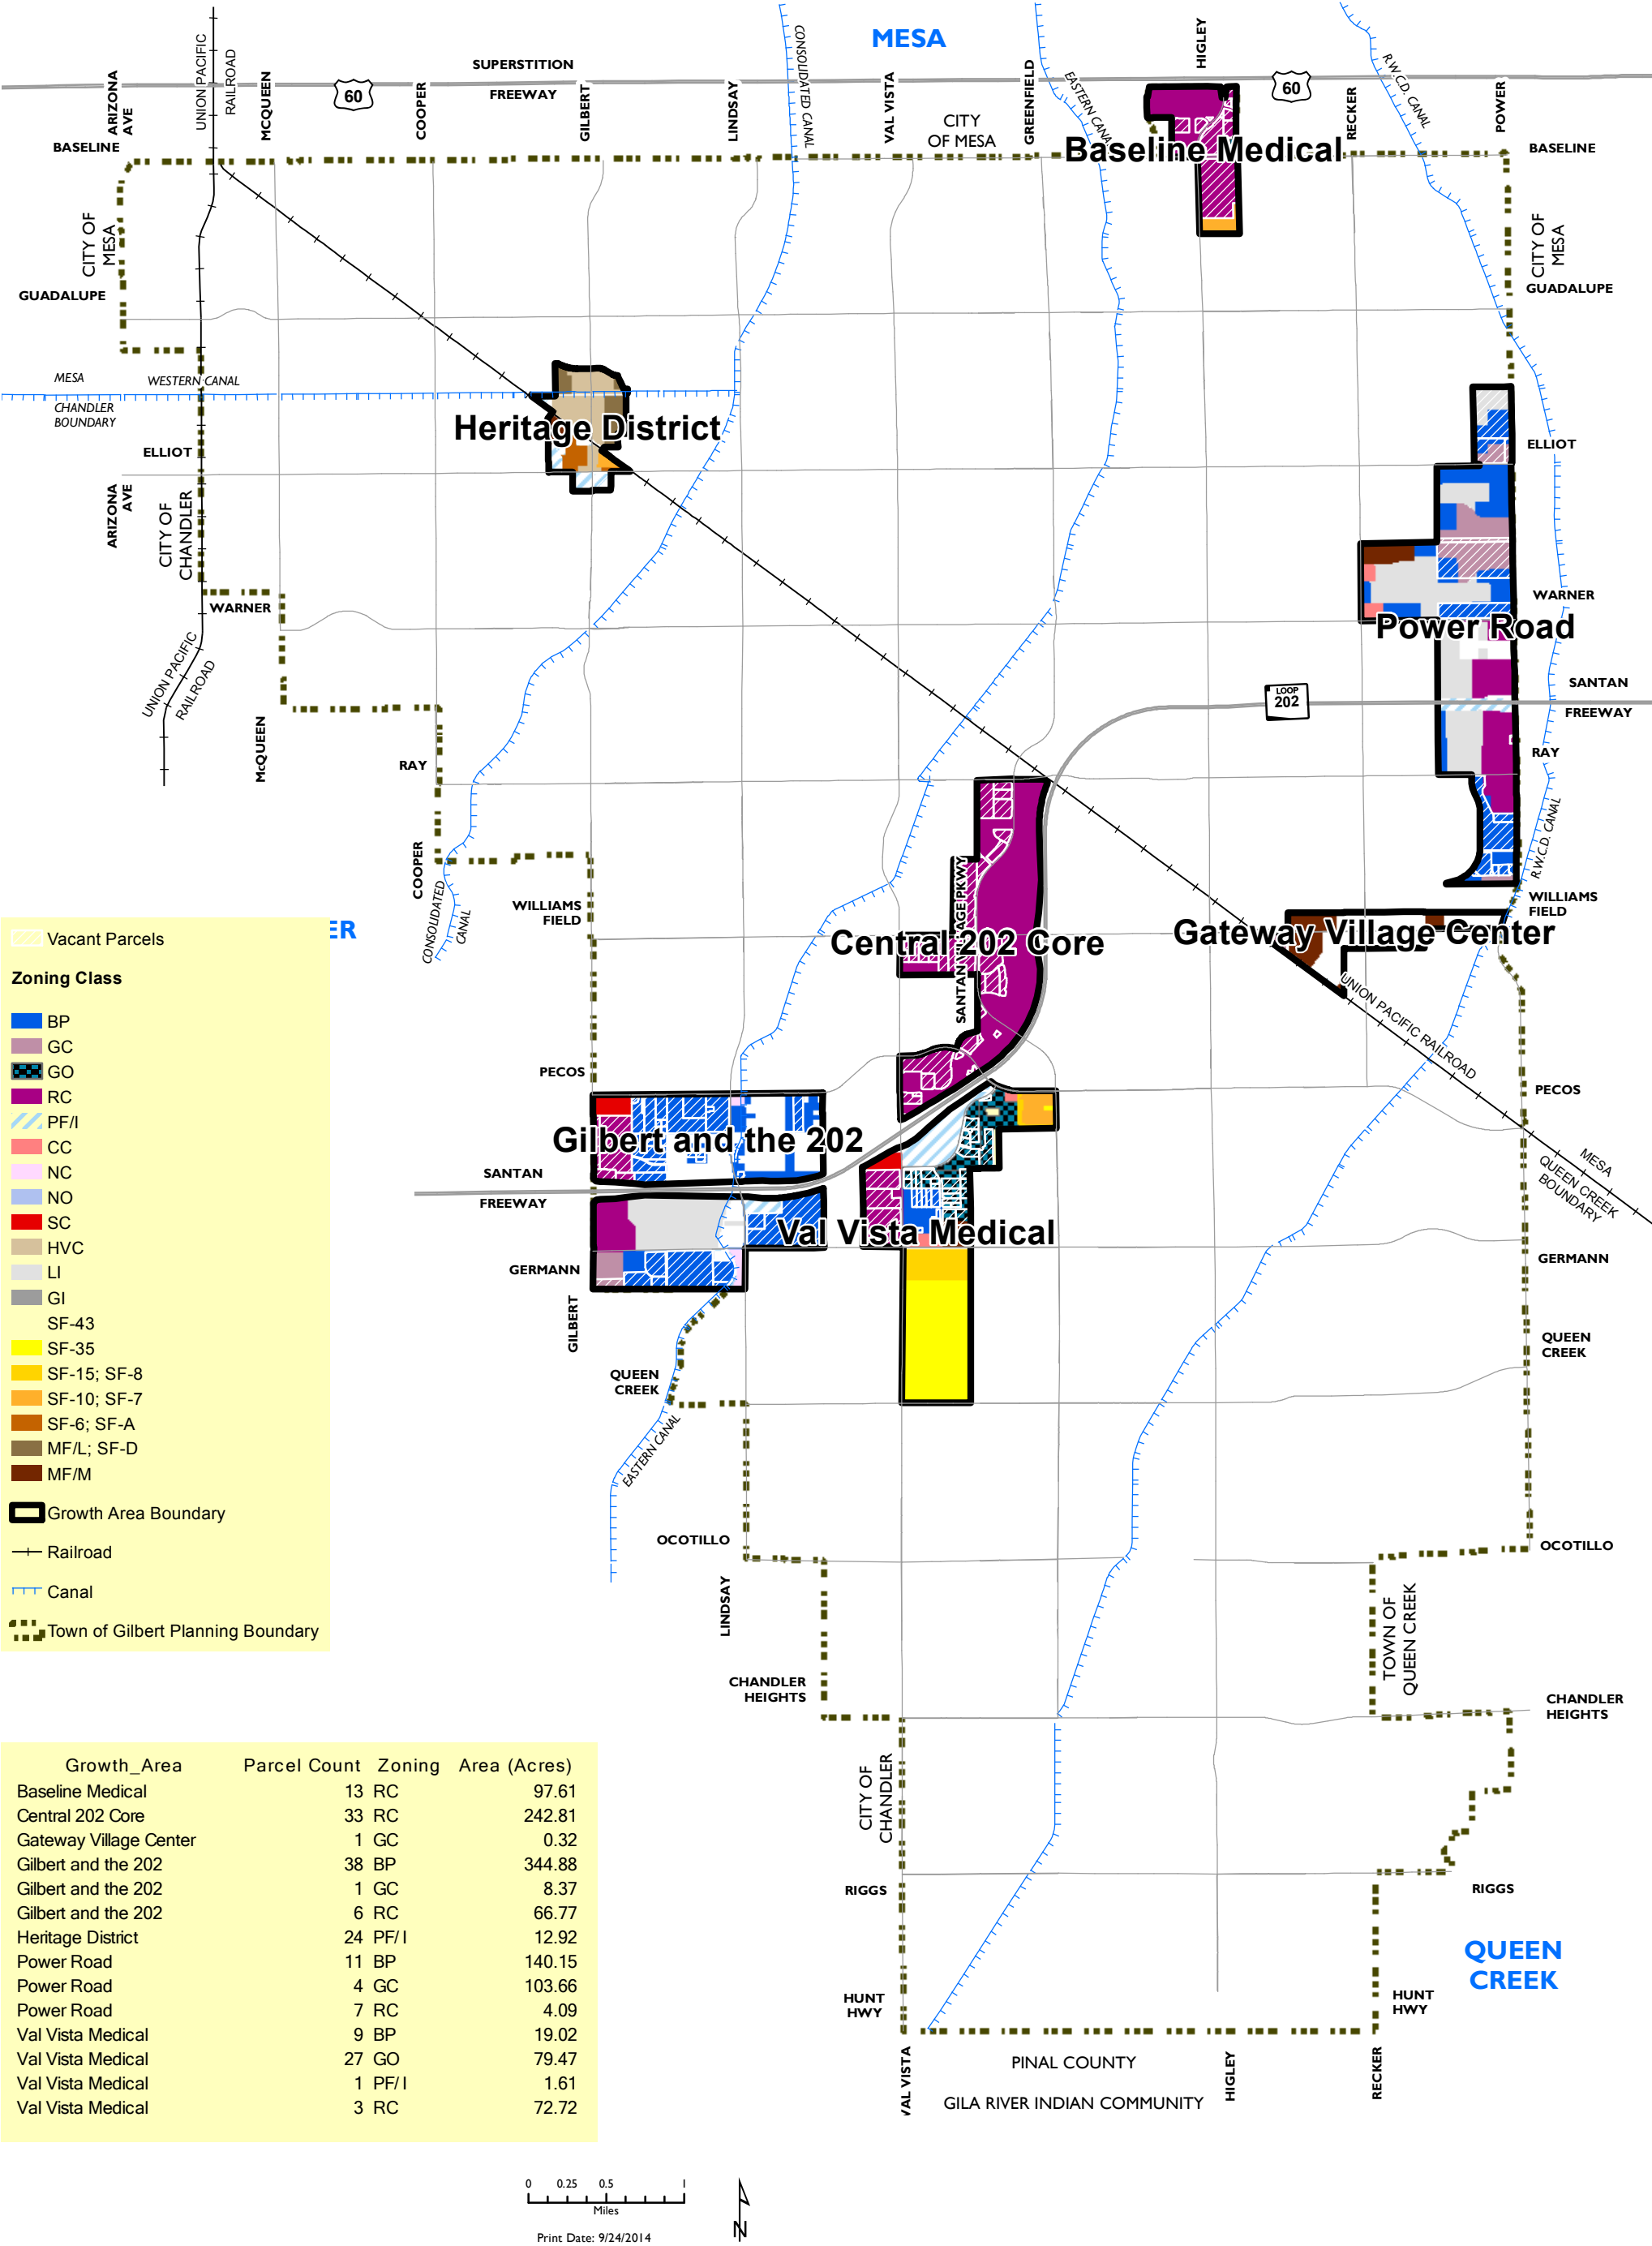 MESA
SUPERSTITION
FREEWAY
60
60
ARIZONA
AVE
UNION PACIFIC
RAILROAD
MCQUEEN
COOPER
GILBERT
LINDSAY
CONSOLIDATED CANAL
VAL VISTA
GREENFIELD
EASTERN CANAL
HIGLEY
RECKER
R.W.C.D. CANAL
POWER
CITY
OF MESA
BASELINE
Baseline Medical
BASELINE
CITY OF
MESA
CITY OF
MESA
GUADALUPE
GUADALUPE
MESA
WESTERN CANAL
CHANDLER
BOUNDARY
Heritage District
ELLIOT
ELLIOT
ARIZONA
AVE
CITY OF
CHANDLER
WARNER
WARNER
Power Road
UNION PACIFIC
RAILROAD
LOOP
202
SANTAN
FREEWAY
McQUEEN
RAY
RAY
COOPER
CONSOLIDATED
CANAL
R.W.C.D. CANAL
WILLIAMS
FIELD
WILLIAMS
FIELD
SANTAN VILLAGE PKWY
Central 202 Core
Gateway Village Center
UNION PACIFIC RAILROAD
ER
PECOS
PECOS
Gilbert and the 202
MESA
QUEEN CREEK
BOUNDARY
SANTAN
FREEWAY
Val Vista Medical
GERMANN
GERMANN
GILBERT
QUEEN
CREEK
QUEEN
CREEK
EASTERN CANAL
OCOTILLO
OCOTILLO
LINDSAY
TOWN OF
QUEEN CREEK
CHANDLER
HEIGHTS
CHANDLER
HEIGHTS
CITY OF
CHANDLER
RIGGS
RIGGS
QUEEN
CREEK
HUNT
HWY
HUNT
HWY
VAL VISTA
PINAL COUNTY
HIGLEY
RECKER
GILA RIVER INDIAN COMMUNITY
Vacant Parcels
Zoning Class
BP
GC
GO
RC
PF/I
CC
NC
NO
SC
HVC
LI
GI
SF-43
SF-35
SF-15; SF-8
SF-10; SF-7
SF-6; SF-A
MF/L; SF-D
MF/M
Growth Area Boundary
Railroad
Canal
Town of Gilbert Planning Boundary
Growth_Area Parcel Count Zoning Area (Acres)
Baseline Medical 13 RC 97.61
Central 202 Core 33 RC 242.81
Gateway Village Center 1 GC 0.32
Gilbert and the 202 38 BP 344.88
Gilbert and the 202 1 GC 8.37
Gilbert and the 202 6 RC 66.77
Heritage District 24 PF/I 12.92
Power Road 11 BP 140.15
Power Road 4 GC 103.66
Power Road 7 RC 4.09
Val Vista Medical 9 BP 19.02
Val Vista Medical 27 GO 79.47
Val Vista Medical 1 PF/I 1.61
Val Vista Medical 3 RC 72.72
0 0.25 0.5 1
Miles
Print Date: 9/24/2014
N